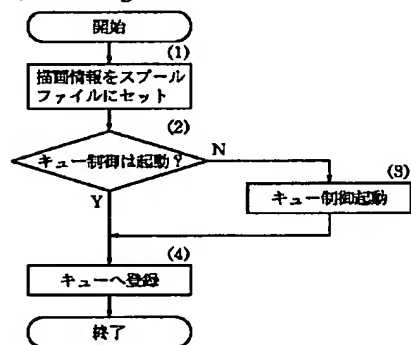 開始
(1)
描画情報をスプール
ファイルにセット
(2)
キュー制御は起動?
N
Y
(3)
キュー制御起動
(4)
キューへ登録
終了